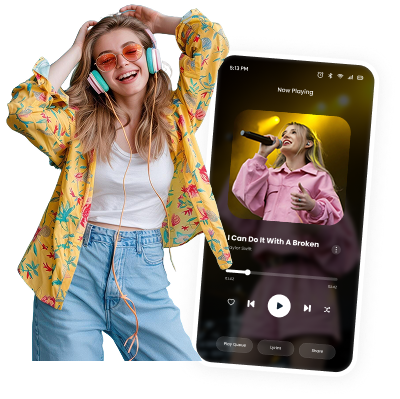 5:13 PM
Now Playing
I Can Do It With A Broken
Taylor Swift
Play Queue
Lyrics
Share